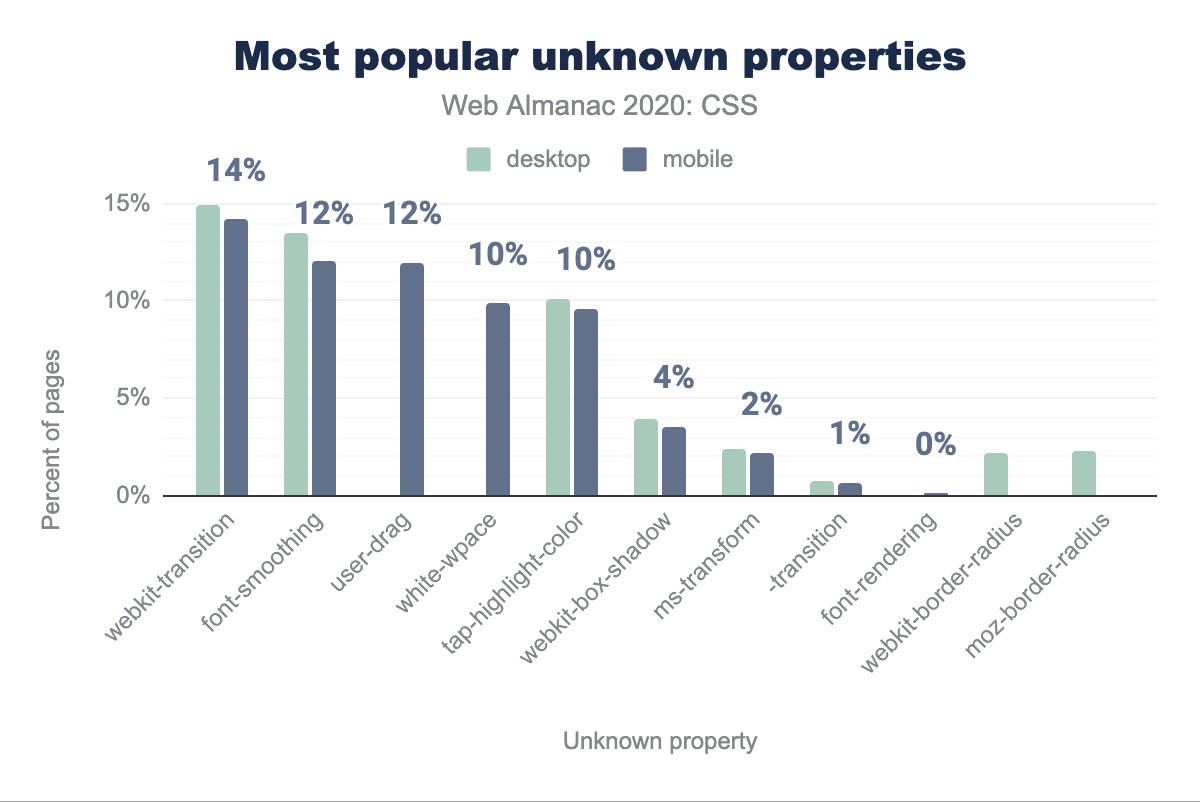 Most popular unknown properties
Web Almanac 2020: CSS
desktop
mobile
14%
12%
12%
10%
10%
4%
2%
1%
0%
15%
10%
5%
0%
Percent of pages
webkit-transition
font-smoothing
user-drag
white-wpace
tap-highlight-color
webkit-box-shadow
ms-transform
-transition
font-rendering
webkit-border-radius
moz-border-radius
Unknown property